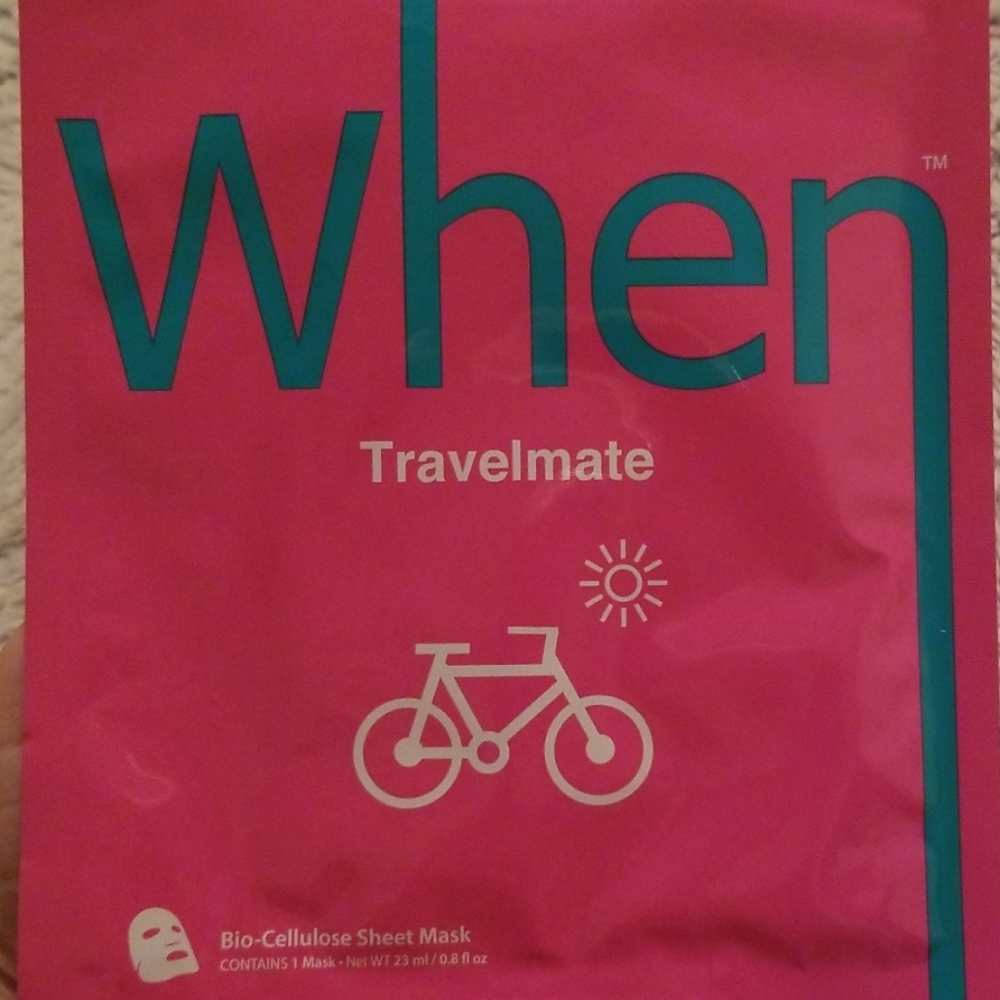 When™
Travelmate
Bio-Cellulose Sheet Mask
CONTAINS 1 Mask - Net WT 23 ml / 0.8 fl oz